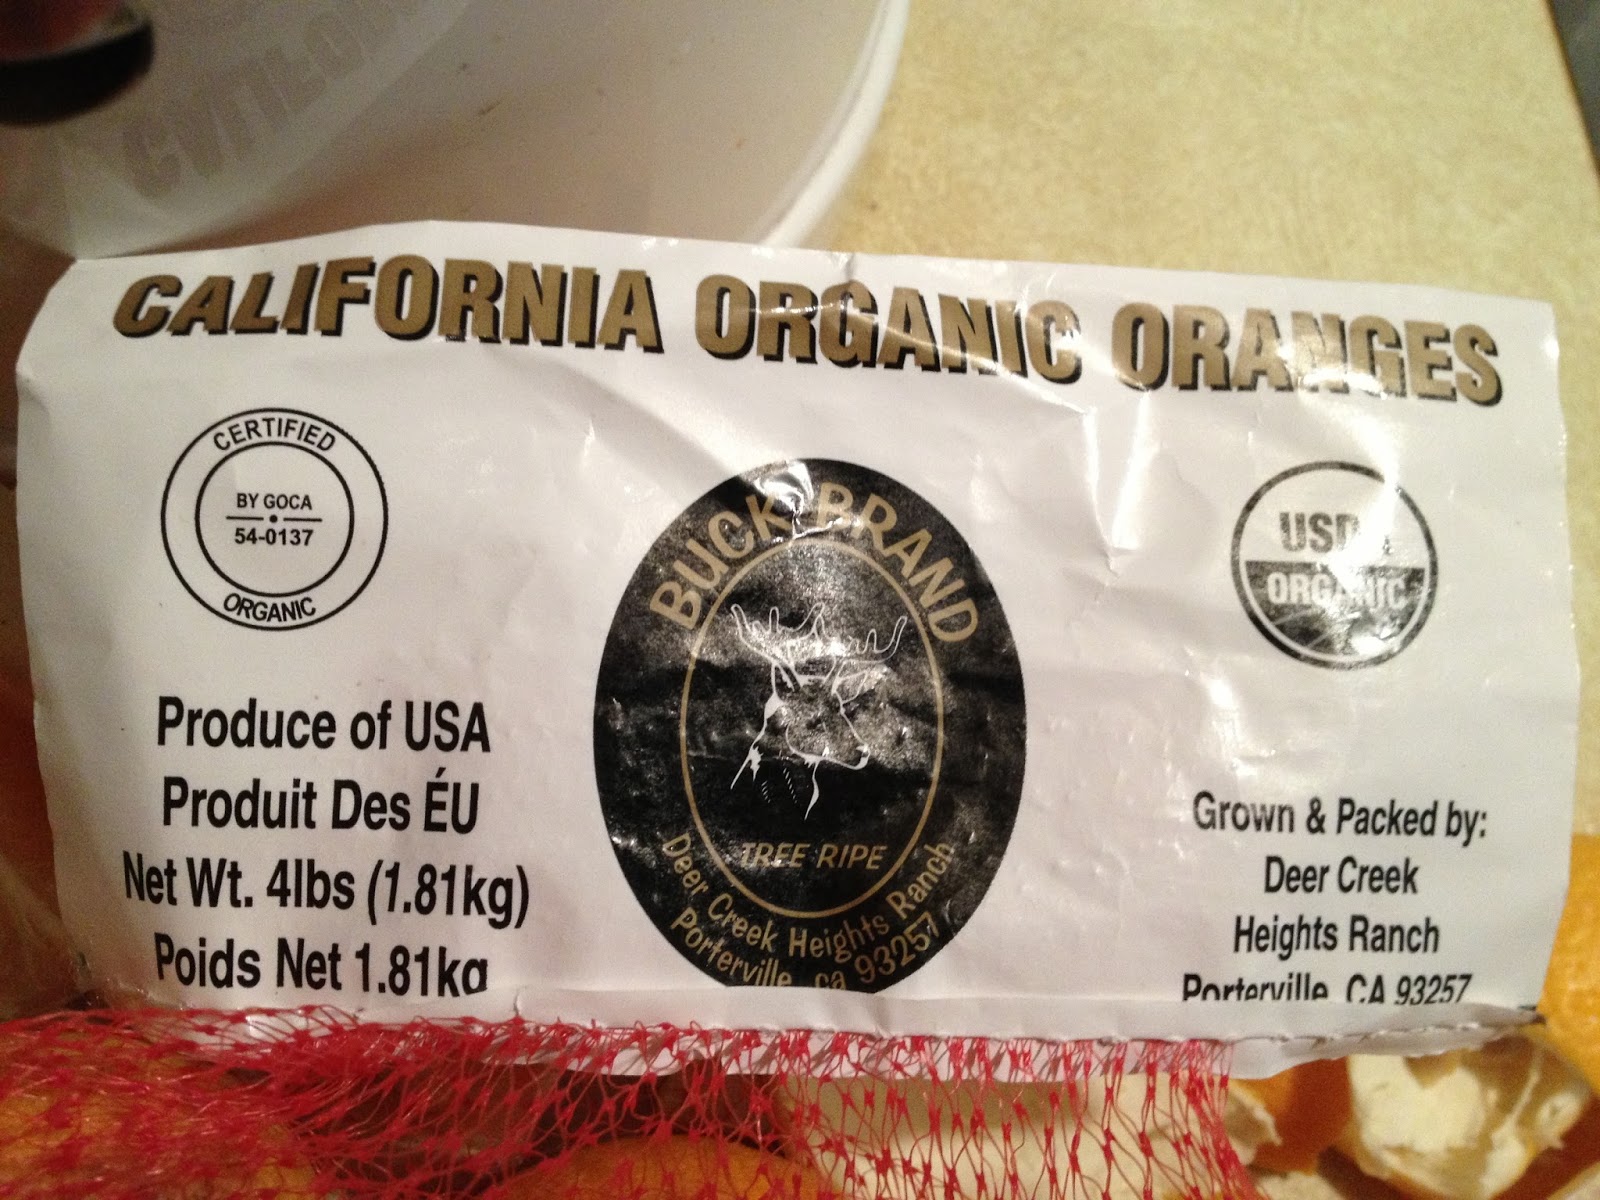 CALIFORNIA ORGANIC ORANGES
CERTIFIED
BY GOCA
54-0137
ORGANIC
BUCK BRAND
TREE RIPE
Deer Creek Heights Ranch
Porterville, ca 93257
USDA
ORGANIC
Produce of USA
Produit Des ÉU
Net Wt. 4lbs (1.81kg)
Poids Net 1.81kg
Grown & Packed by:
Deer Creek
Heights Ranch
Porterville, CA 93257